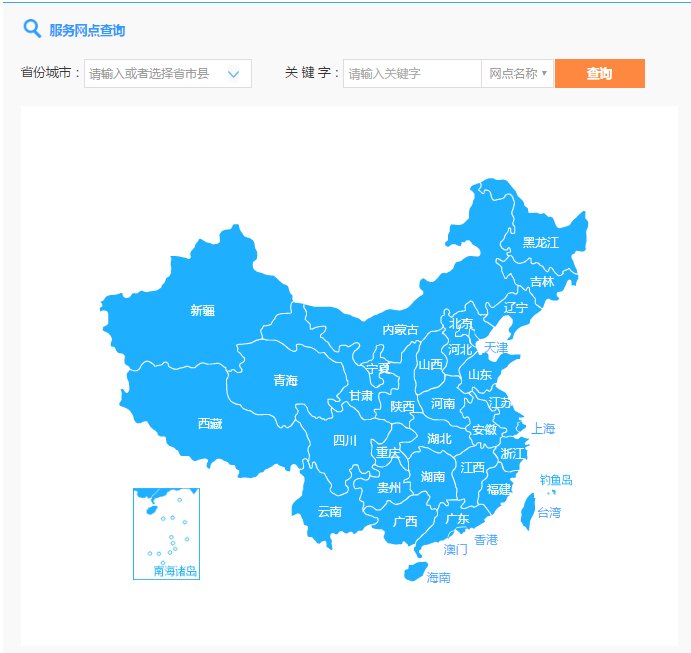 服务网点查询
省份城市： 请输入或者选择省市县 关 键 字： 请输入关键字 网点名称 查询
黑龙江
吉林
辽宁
新疆
内蒙古
北京
河北
天津
山西
宁夏
青海
山东
甘肃
陕西
河南
江苏
西藏
安徽
上海
四川
湖北
重庆
浙江
江西
湖南
钓鱼岛
贵州
福建
云南
台湾
广西
广东
香港
澳门
南海诸岛
海南